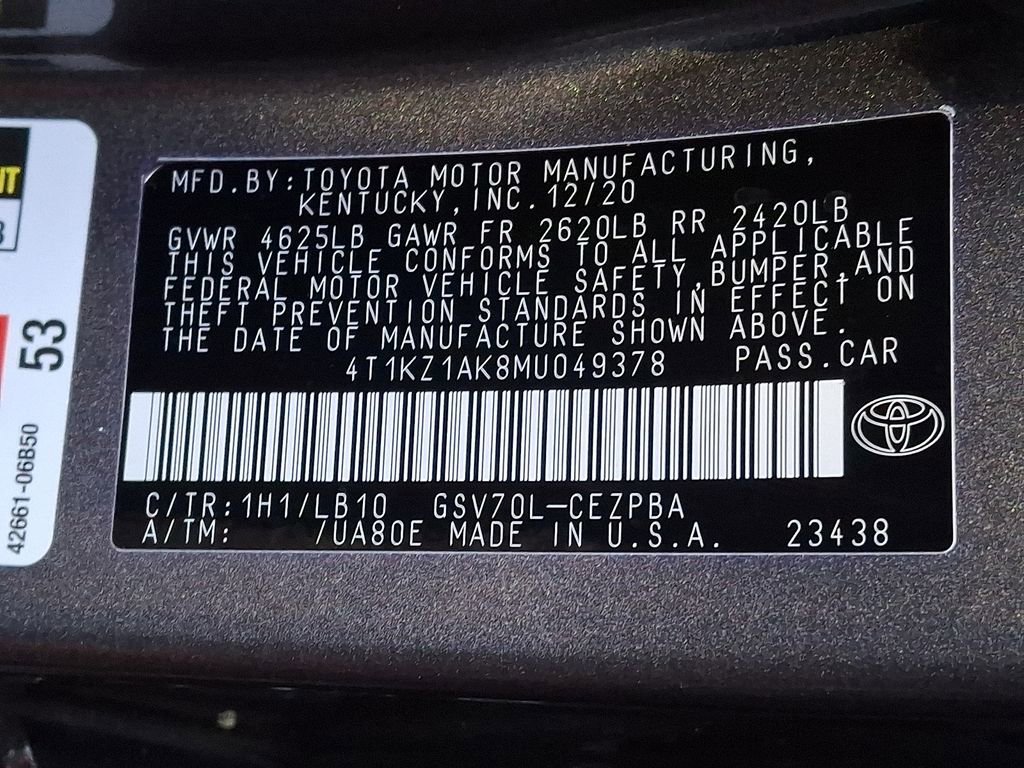 MFD.BY:TOYOTA MOTOR MANUFACTURING,
KENTUCKY,INC.12/20
GVWR 4625LB GAWR FR 2620LB RR 2420LB
THIS VEHICLE CONFORMS TO ALL APPLICABLE
FEDERAL MOTOR VEHICLE SAFETY,BUMPER,AND
THEFT PREVENTION STANDARDS IN EFFECT ON
THE DATE OF MANUFACTURE SHOWN ABOVE.
4T1KZ1AK8MU049378 PASS.CAR
C/TR:1H1/LB10 GSV70L-CEZPBA
A/TM: /UA80E MADE IN U.S.A. 23438
53
42661-06B50